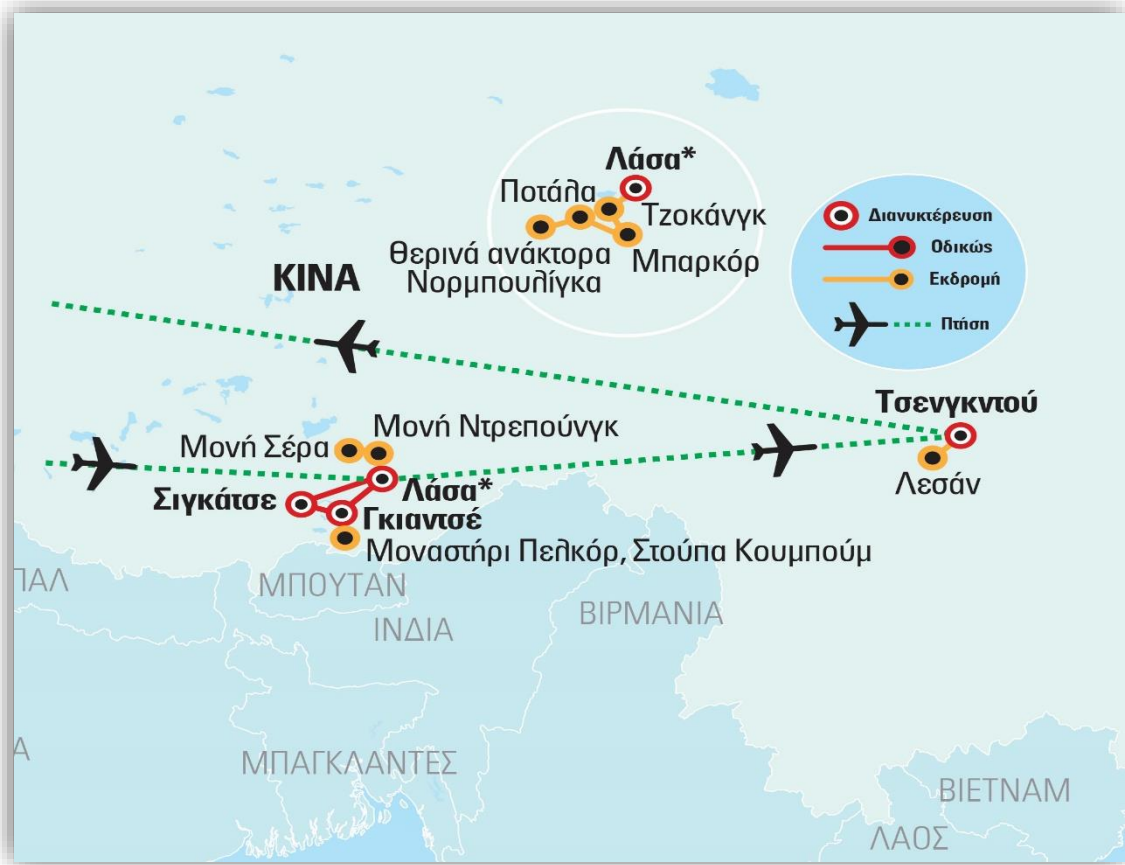 Λάσα*
Ποτάλα
Τζοκάνγκ
Θερινά ανάκτορα
Νορμπουλίγκα
Μπαρκόρ
Διανυκτέρευση
Οδικώς
Εκδρομή
Πτήση
ΚΙΝΑ
Τσενγκντού
Λεσάν
Μονή Ντρεπούνγκ
Μονή Σέρα
Λάσα*
Σιγκάτσε
Γκιαντσέ
Μοναστήρι Πελκόρ, Στούπα Κουμπούμ
ΠΑΛ
ΜΠΟΥΤΑΝ
ΙΝΔΙΑ
ΒΙΡΜΑΝΙΑ
Α
ΜΠΑΓΚΛΑΝΤΕΣ
ΒΙΕΤΝΑΜ
ΛΑΟΣ